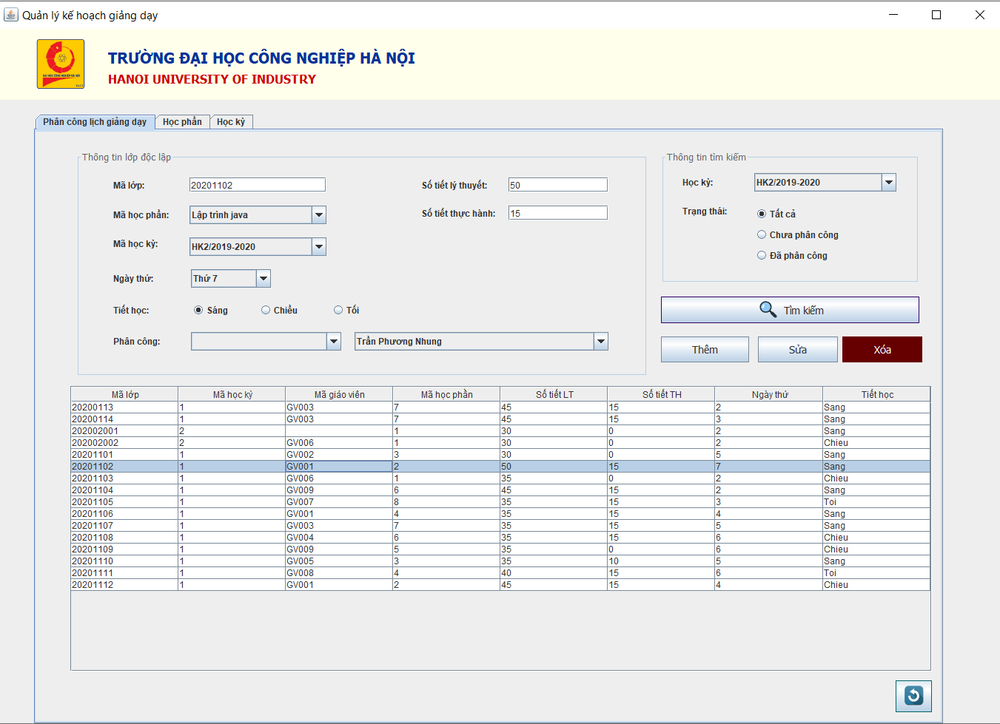 Quản lý kế hoạch giảng dạy
TRƯỜNG ĐẠI HỌC CÔNG NGHIỆP HÀ NỘI
HANOI UNIVERSITY OF INDUSTRY
ĐẠI HỌC CÔNG NGHIỆP HÀ NỘI
Phân công lịch giảng dạy Học phần Học kỳ
Thông tin lớp độc lập
Mã lớp: 20201102
Số tiết lý thuyết: 50
Mã học phần: Lập trình java
Số tiết thực hành: 15
Mã học kỳ: HK2/2019-2020
Ngày thứ: Thứ 7
Tiết học: Sáng Chiều Tối
Phân công: Trần Phương Nhung
Thông tin tìm kiếm
Học kỳ: HK2/2019-2020
Trạng thái: Tất cả
Chưa phân công
Đã phân công
Tìm kiếm
Thêm Sửa Xóa
Mã lớp Mã học kỳ Mã giáo viên Mã học phần Số tiết LT Số tiết TH Ngày thứ Tiết học
20200113 1 GV003 7 45 15 2 Sang
20200114 1 GV003 7 45 15 3 Sang
202002001 2 1 30 0 2 Sang
202002002 2 GV006 1 30 0 2 Chieu
20201101 1 GV002 3 30 0 5 Sang
20201102 1 GV001 2 50 15 7 Sang
20201103 1 GV006 1 35 0 2 Chieu
20201104 1 GV009 6 45 15 2 Sang
20201105 1 GV007 8 35 15 3 Toi
20201106 1 GV001 4 35 15 4 Sang
20201107 1 GV003 7 35 15 5 Sang
20201108 1 GV004 6 35 15 6 Chieu
20201109 1 GV009 5 35 0 6 Chieu
20201110 1 GV005 3 35 10 5 Sang
20201111 1 GV008 4 40 15 6 Toi
20201112 1 GV001 2 45 15 4 Chieu